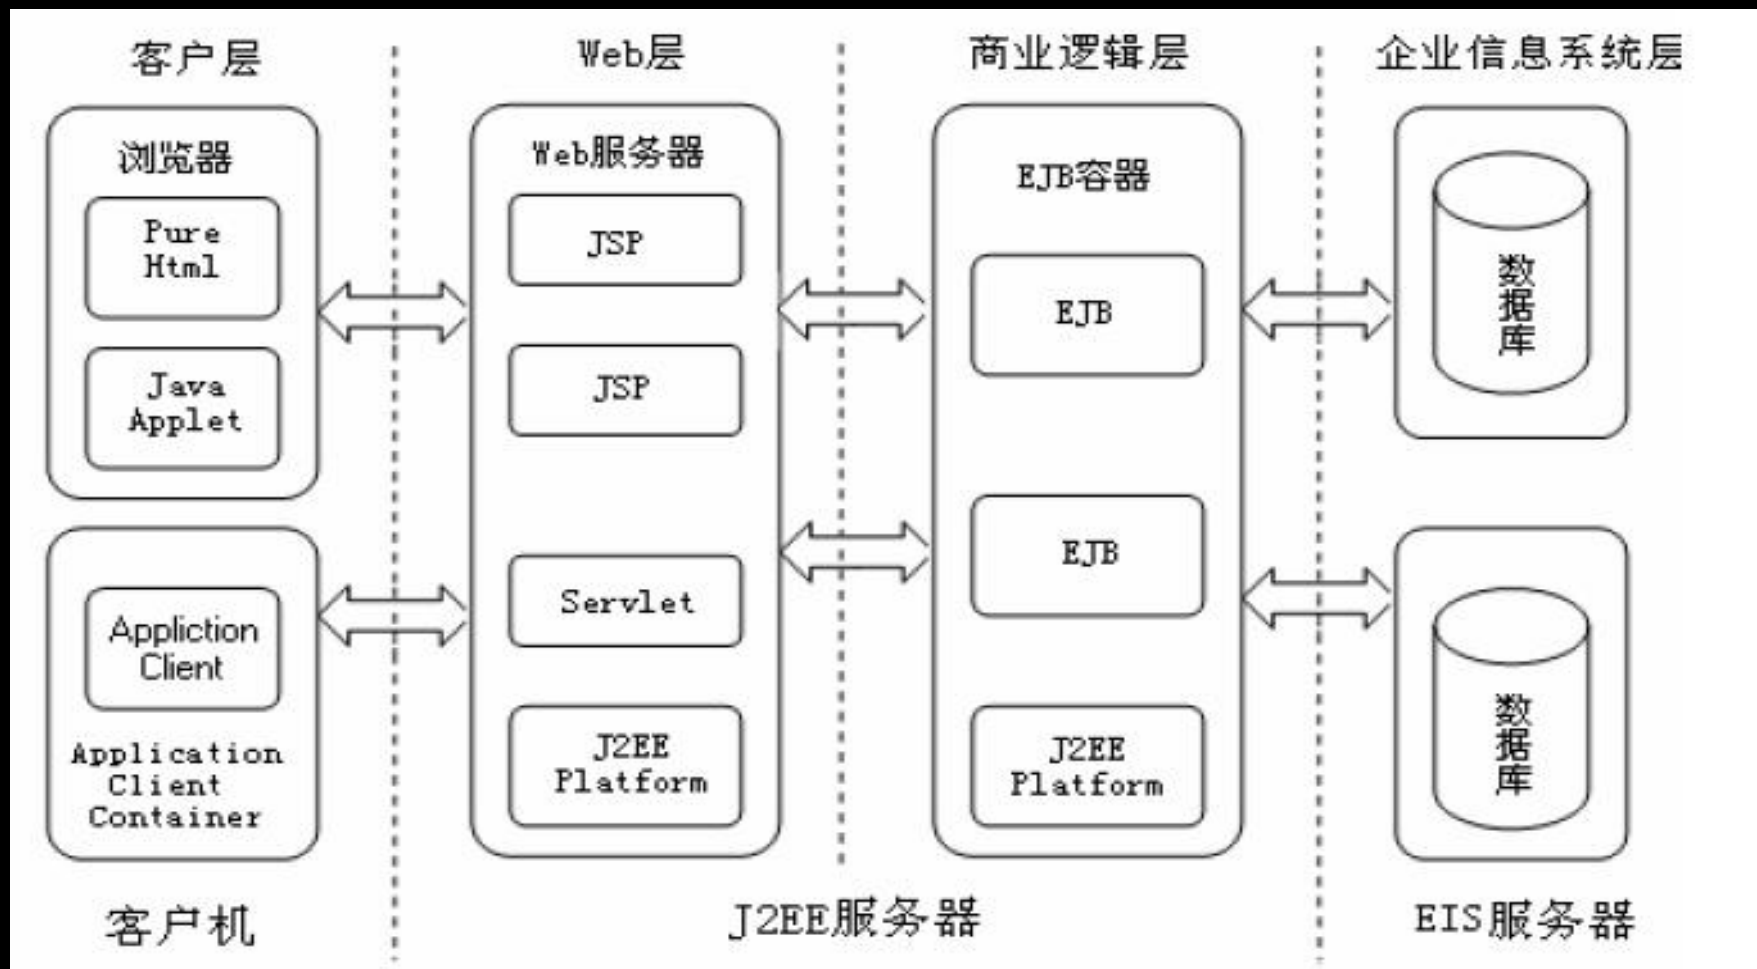 客户层
Web层
商业逻辑层
企业信息系统层
浏览器
Pure
Html
Java
Applet
Appliction
Client
Application
Client
Container
Web服务器
JSP
JSP
Servlet
J2EE
Platform
EJB容器
EJB
EJB
J2EE
Platform
数
据
库
数
据
库
客户机
J2EE服务器
EIS服务器